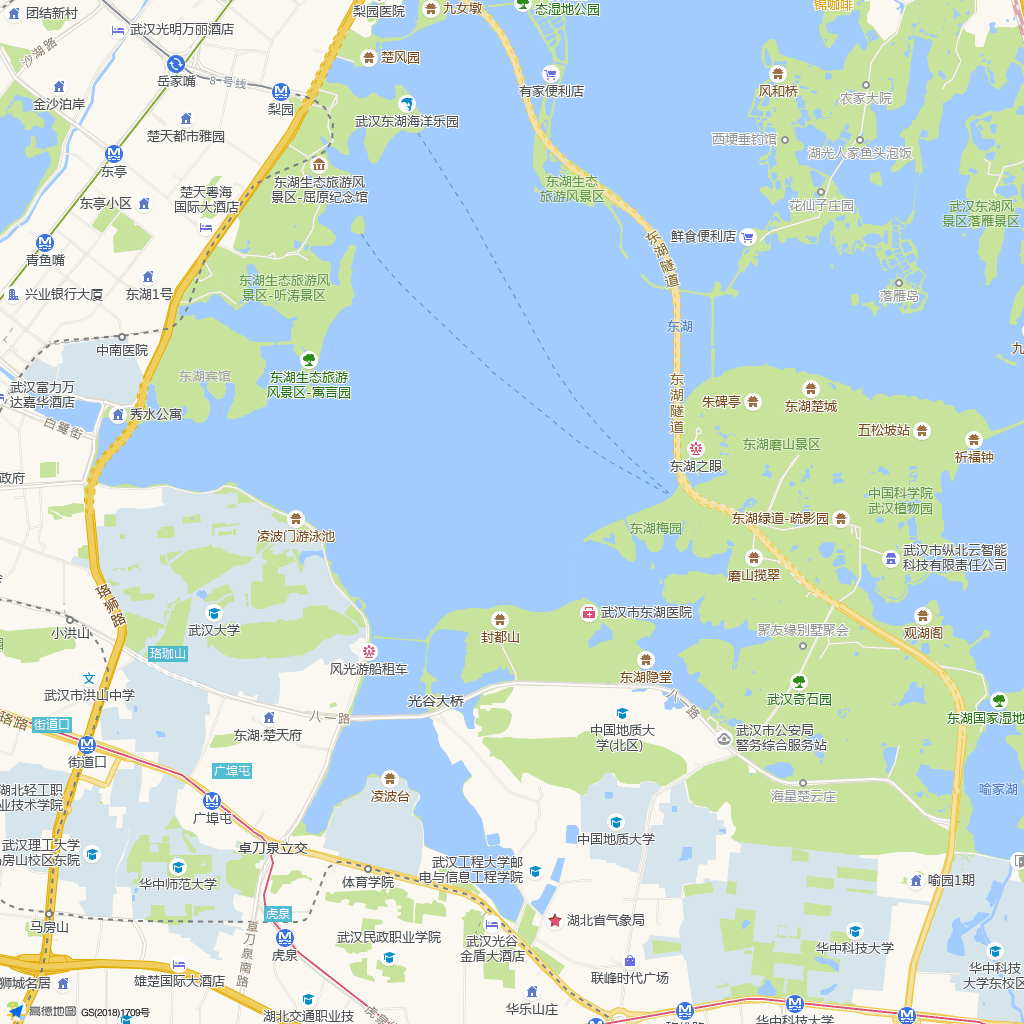 团结新村
武汉光明万丽酒店
梨园医院
九女墩
态湿地公园
锦咖啡
沙湖路
岳家嘴
8号线
楚风园
有家便利店
风和桥
农家大院
金沙泊岸
梨园
武汉东湖海洋乐园
楚天都市雅园
西埂垂钓馆
湖光人家鱼头泡饭
东亭
东湖生态旅游风
景区-屈原纪念馆
东湖生态
旅游风景区
楚天粤海
国际大酒店
东亭小区
花仙子庄园
武汉东湖风
景区落雁景区
青鱼嘴
东湖隧道
鲜食便利店
兴业银行大厦
东湖1号
东湖生态旅游风
景区-听涛景区
落雁岛
东湖
中南医院
九
东湖宾馆
东湖生态旅游
风景区-寓言园
东湖隧道
武汉富力万
达嘉华酒店
秀水公寓
朱碑亭
东湖楚城
白鹭街
五松坡站
东湖磨山景区
祈福钟
东湖之眼
政府
中国科学院
武汉植物园
凌波门游泳池
东湖梅园
东湖绿道-疏影园
武汉市纵北云智能
科技有限责任公司
磨山揽翠
珞狮路
武汉大学
小洪山
封都山
武汉市东湖医院
聚友缘别墅聚会
观湖阁
珞珈山
风光游船租车
武汉市洪山中学
东湖隐堂
武汉奇石园
光谷大桥
八一路
八一路
东湖国家湿地
珞路
街道口
东湖·楚天府
中国地质大
学(北区)
武汉市公安局
警务综合服务站
街道口
广埠屯
喻家湖
湖北轻工职
业技术学院
广埠屯
凌波台
海星楚云庄
武汉理工大学
马房山校区东院
卓刀泉立交
中国地质大学
华中师范大学
体育学院
武汉工程大学邮
电与信息工程学院
喻园1期
马房山
虎泉
湖北省气象局
虎泉
武汉民政职业学院
武汉光谷
金盾大酒店
华中科技大学
卓刀泉南路
狮城名居
雄楚国际大酒店
联峰时代广场
华中科技
大学东校区
高德地图 GS(2018)1709号
湖北交通职业技
华乐山庄
华中科技大学